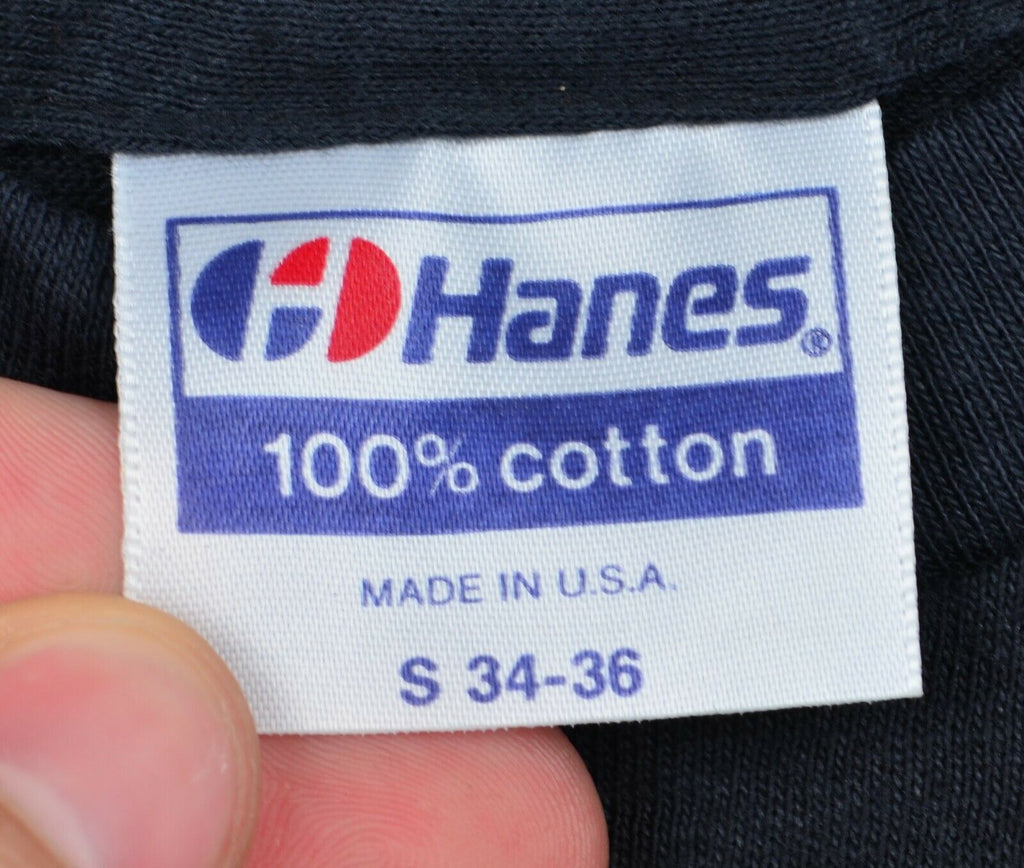 Hanes®
100% cotton
MADE IN U.S.A.
S 34-36